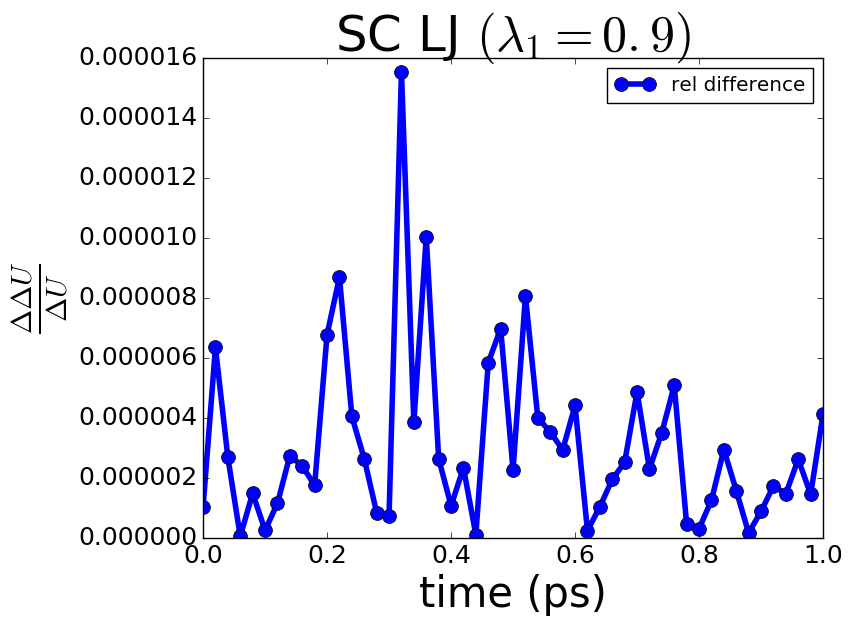 SC LJ (λ₁ = 0.9)
rel difference
0.000016
0.000014
0.000012
0.000010
0.000008
0.000006
0.000004
0.000002
0.000000
ΔΔU
ΔU
0.0 0.2 0.4 0.6 0.8 1.0
time (ps)